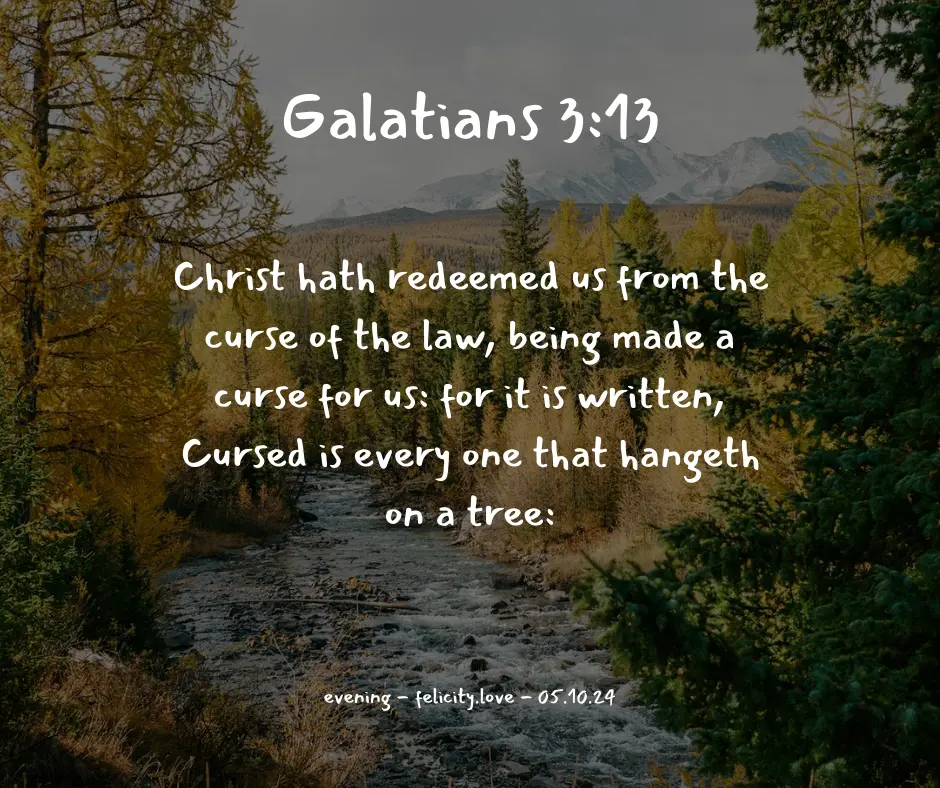 Galatians 3:13
Christ hath redeemed us from the
curse of the law, being made a
curse for us: for it is written,
Cursed is every one that hangeth
on a tree:
evening - felicity.love - 05.10.24